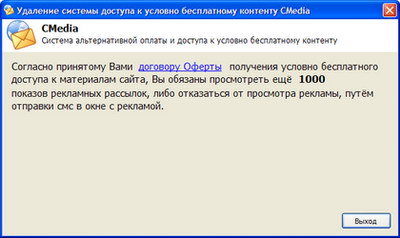 Удаление системы доступа к условно бесплатному контенту CMedia
CMedia
Система альтернативной оплаты и доступа к условно бесплатному контенту
Согласно принятому Вами договору Оферты получения условно бесплатного
доступа к материалам сайта, Вы обязаны просмотреть ещё 1000
показов рекламных рассылок, либо отказаться от просмотра рекламы, путём
отправки смс в окне с рекламой.
Выход